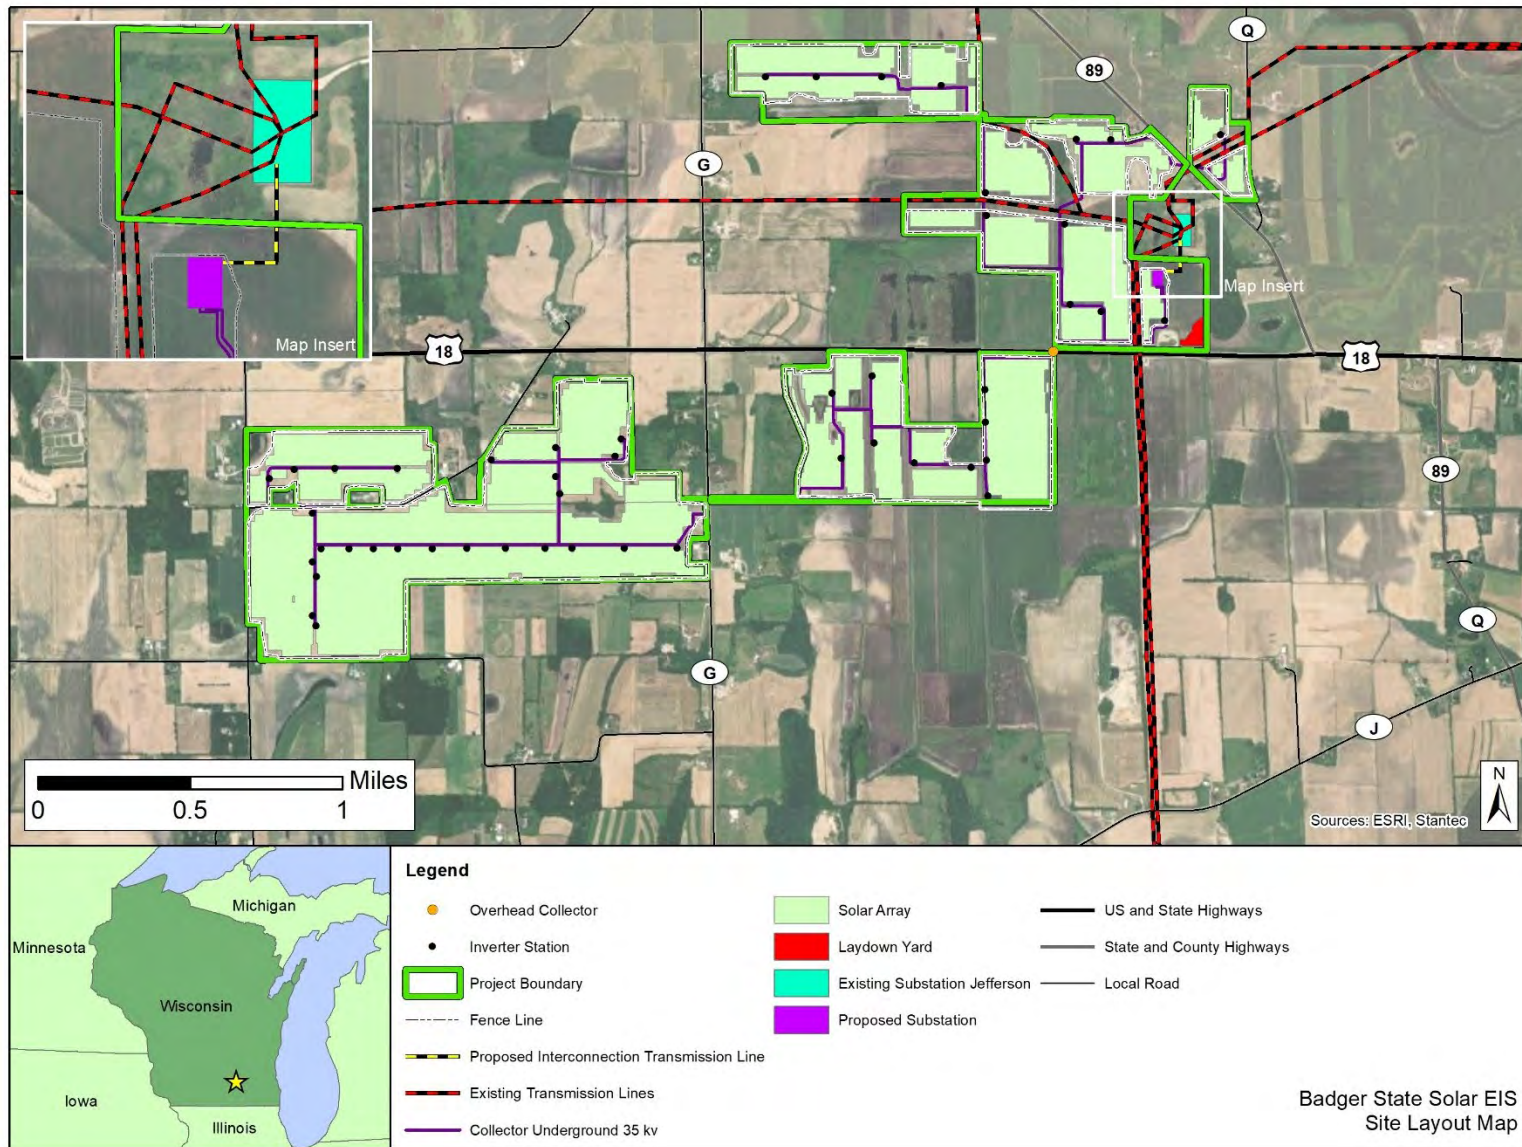 Q
89
G
Map Insert
Map Insert
18
18
89
G
Q
J
Miles
0 0.5 1
N
Sources: ESRI, Stantec
Minnesota
Michigan
Wisconsin
Iowa
Illinois
Legend
Overhead Collector
Inverter Station
Project Boundary
Fence Line
Proposed Interconnection Transmission Line
Existing Transmission Lines
Collector Underground 35 kv
Solar Array
Laydown Yard
Existing Substation Jefferson
Proposed Substation
US and State Highways
State and County Highways
Local Road
Badger State Solar EIS
Site Layout Map